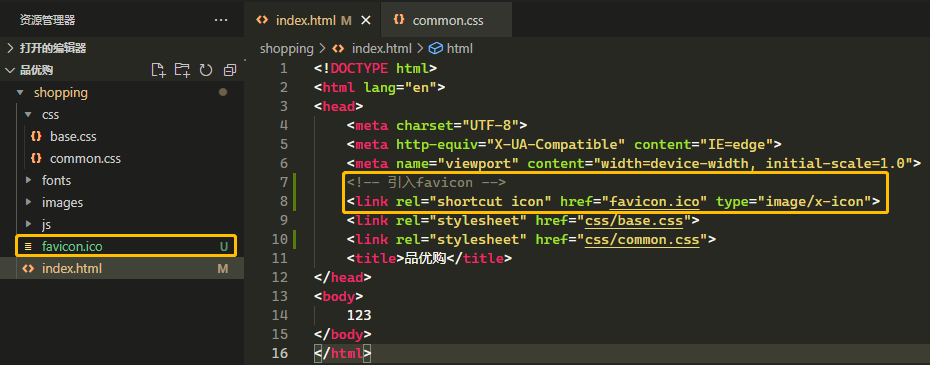 资源管理器 ···
打开的编辑器
品优购
shopping
css
base.css
common.css
fonts
images
js
favicon.ico U
index.html M
index.html M × common.css
shopping > index.html > html
1 <!DOCTYPE html>
2 <html lang="en">
3 <head>
4 <meta charset="UTF-8">
5 <meta http-equiv="X-UA-Compatible" content="IE=edge">
6 <meta name="viewport" content="width=device-width, initial-scale=1.0">
7 <!-- 引入favicon -->
8 <link rel="shortcut icon" href="favicon.ico" type="image/x-icon">
9 <link rel="stylesheet" href="css/base.css">
10 <link rel="stylesheet" href="css/common.css">
11 <title>品优购</title>
12 </head>
13 <body>
14 123
15 </body>
16 </html>